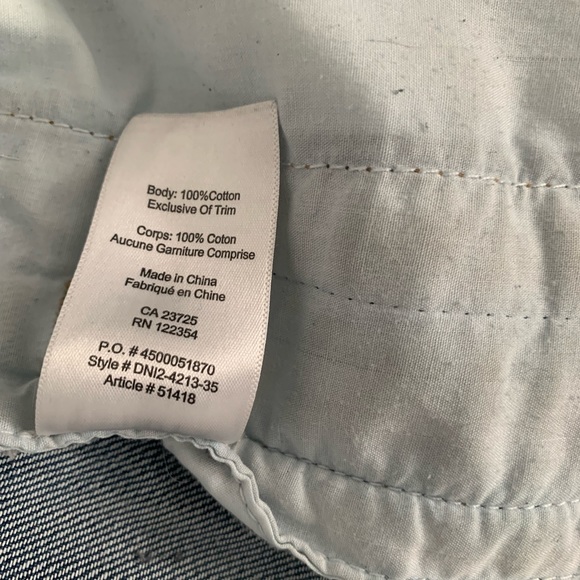 Body: 100%Cotton
Exclusive Of Trim
Corps: 100% Coton
Aucune Garniture Comprise
Made in China
Fabriqué en Chine
CA 23725
RN 122354
P.O. # 4500051870
Style # DNI2-4213-35
Article # 51418